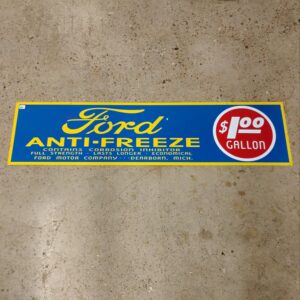 Ford
ANTI-FREEZE
CONTAINS CORROSION INHIBITOR
FULL STRENGTH - LASTS LONGER - ECONOMICAL
FORD MOTOR COMPANY - DEARBORN, MICH.
$1.00
GALLON